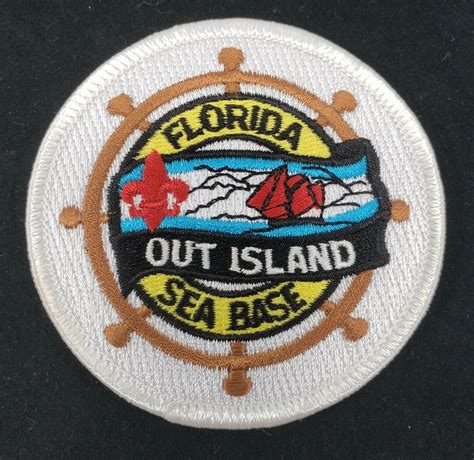 FLORIDA
OUT ISLAND
SEA BASE